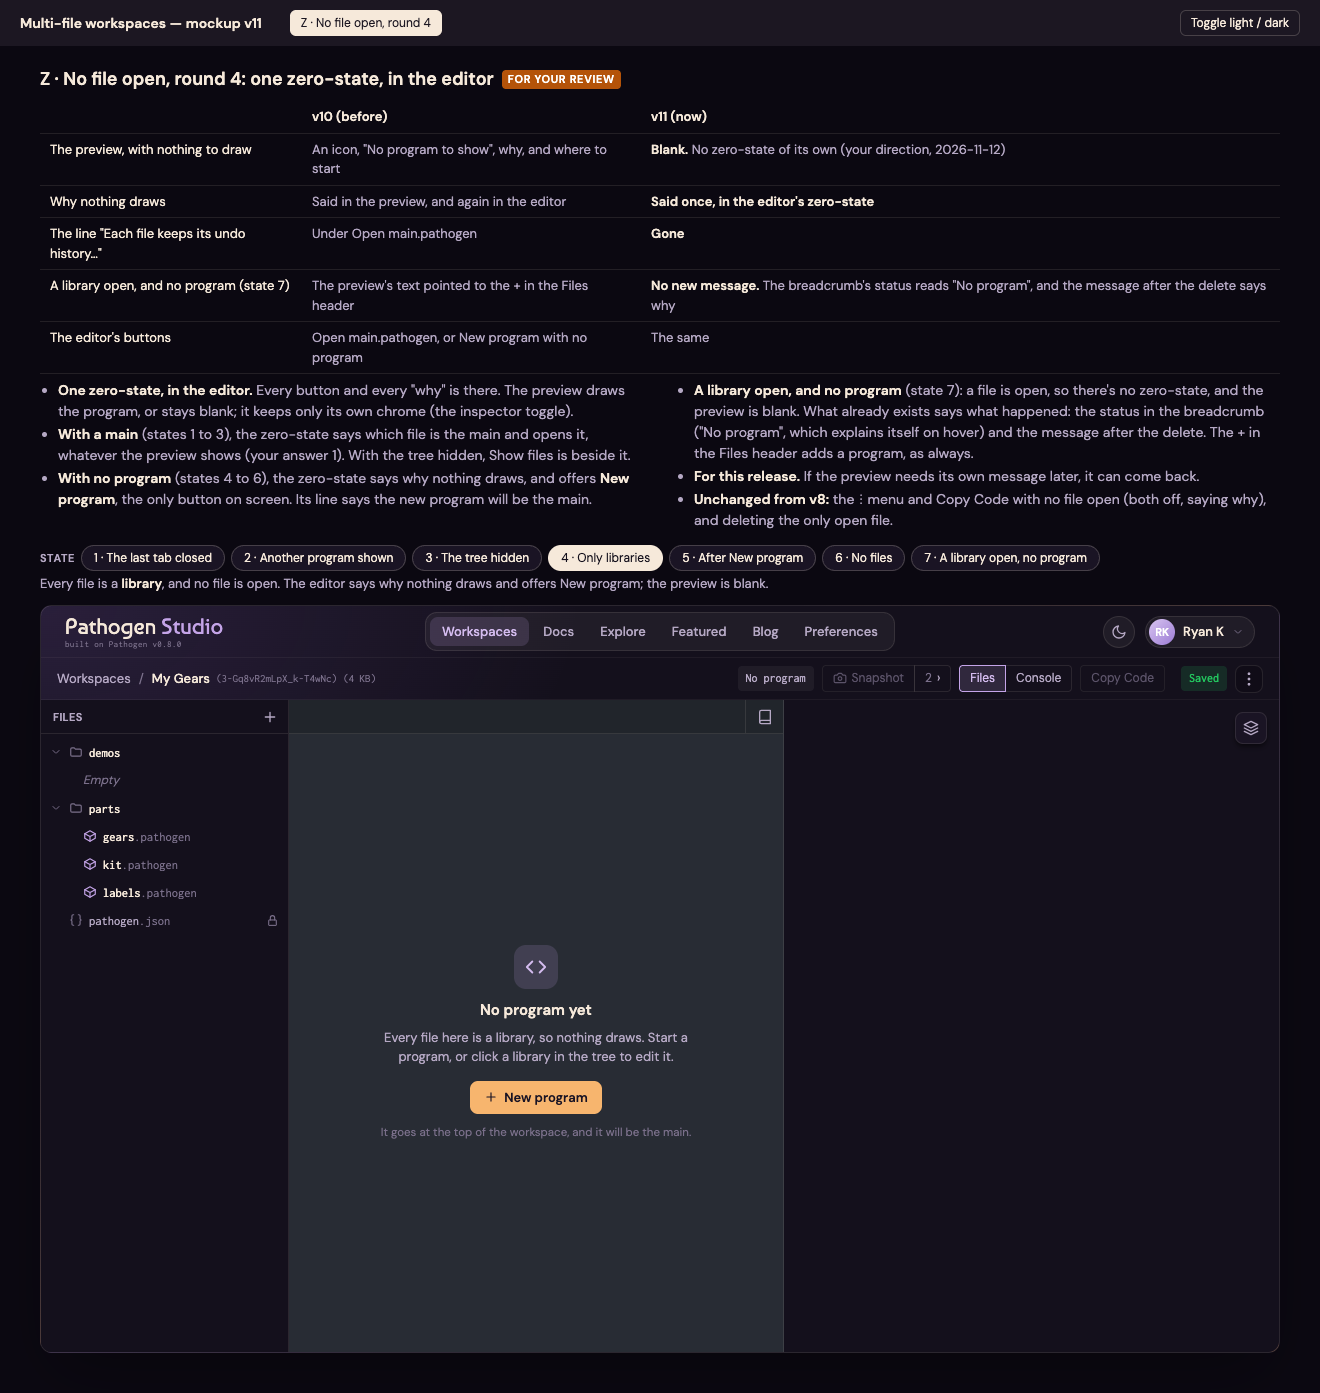 Multi-file workspaces — mockup v11
Z · No file open, round 4
Toggle light / dark
Z · No file open, round 4: one zero-state, in the editor
FOR YOUR REVIEW
v10 (before)
v11 (now)
The preview, with nothing to draw
An icon, "No program to show", why, and where to
start
Blank. No zero-state of its own (your direction, 2026-11-12)
Why nothing draws
Said in the preview, and again in the editor
Said once, in the editor's zero-state
The line "Each file keeps its undo
history…"
Under Open main.pathogen
Gone
A library open, and no program (state 7)
The preview's text pointed to the + in the Files
header
No new message. The breadcrumb's status reads "No program", and the message after the delete says
why
The editor's buttons
Open main.pathogen, or New program with no
program
The same
• One zero-state, in the editor. Every button and every "why" is there. The preview draws
the program, or stays blank; it keeps only its own chrome (the inspector toggle).
• With a main (states 1 to 3), the zero-state says which file is the main and opens it,
whatever the preview shows (your answer 1). With the tree hidden, Show files is beside it.
• With no program (states 4 to 6), the zero-state says why nothing draws, and offers New
program, the only button on screen. Its line says the new program will be the main.
• A library open, and no program (state 7): a file is open, so there's no zero-state, and the
preview is blank. What already exists says what happened: the status in the breadcrumb
("No program", which explains itself on hover) and the message after the delete. The + in
the Files header adds a program, as always.
• For this release. If the preview needs its own message later, it can come back.
• Unchanged from v8: the ⋮ menu and Copy Code with no file open (both off, saying why),
and deleting the only open file.
STATE
1 · The last tab closed
2 · Another program shown
3 · The tree hidden
4 · Only libraries
5 · After New program
6 · No files
7 · A library open, no program
Every file is a library, and no file is open. The editor says why nothing draws and offers New program; the preview is blank.
Pathogen Studio
built on Pathogen v0.8.0
Workspaces
Docs
Explore
Featured
Blog
Preferences
RK
Ryan K
Workspaces / My Gears (3-Gq8vR2mLpX_k-T4wNc) (4 KB)
No program
Snapshot
2 ›
Files
Console
Copy Code
Saved
FILES
demos
Empty
parts
gears.pathogen
kit.pathogen
labels.pathogen
{} pathogen.json
No program yet
Every file here is a library, so nothing draws. Start a
program, or click a library in the tree to edit it.
+ New program
It goes at the top of the workspace, and it will be the main.